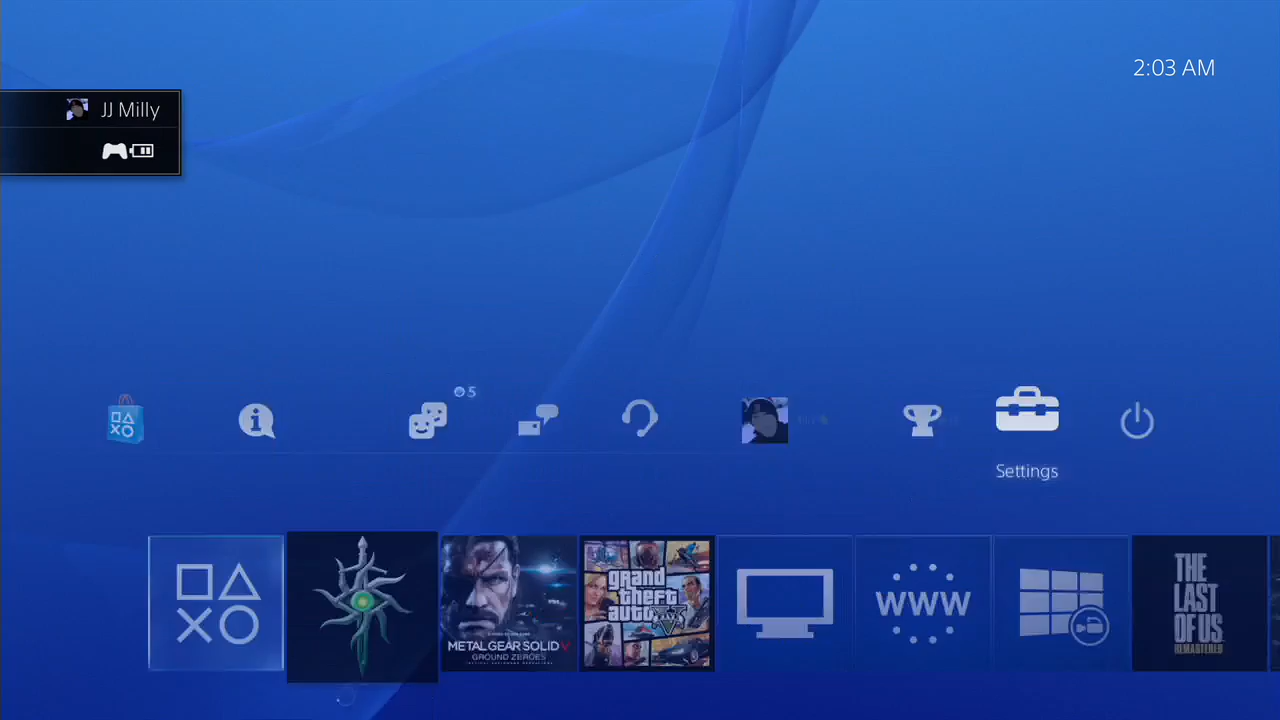 2:03 AM
JJ Milly
5
Settings
METAL GEAR SOLID V
GROUND ZEROES
grand
theft
auto
V
WWW
THE
LAST
OF US
REMASTERED